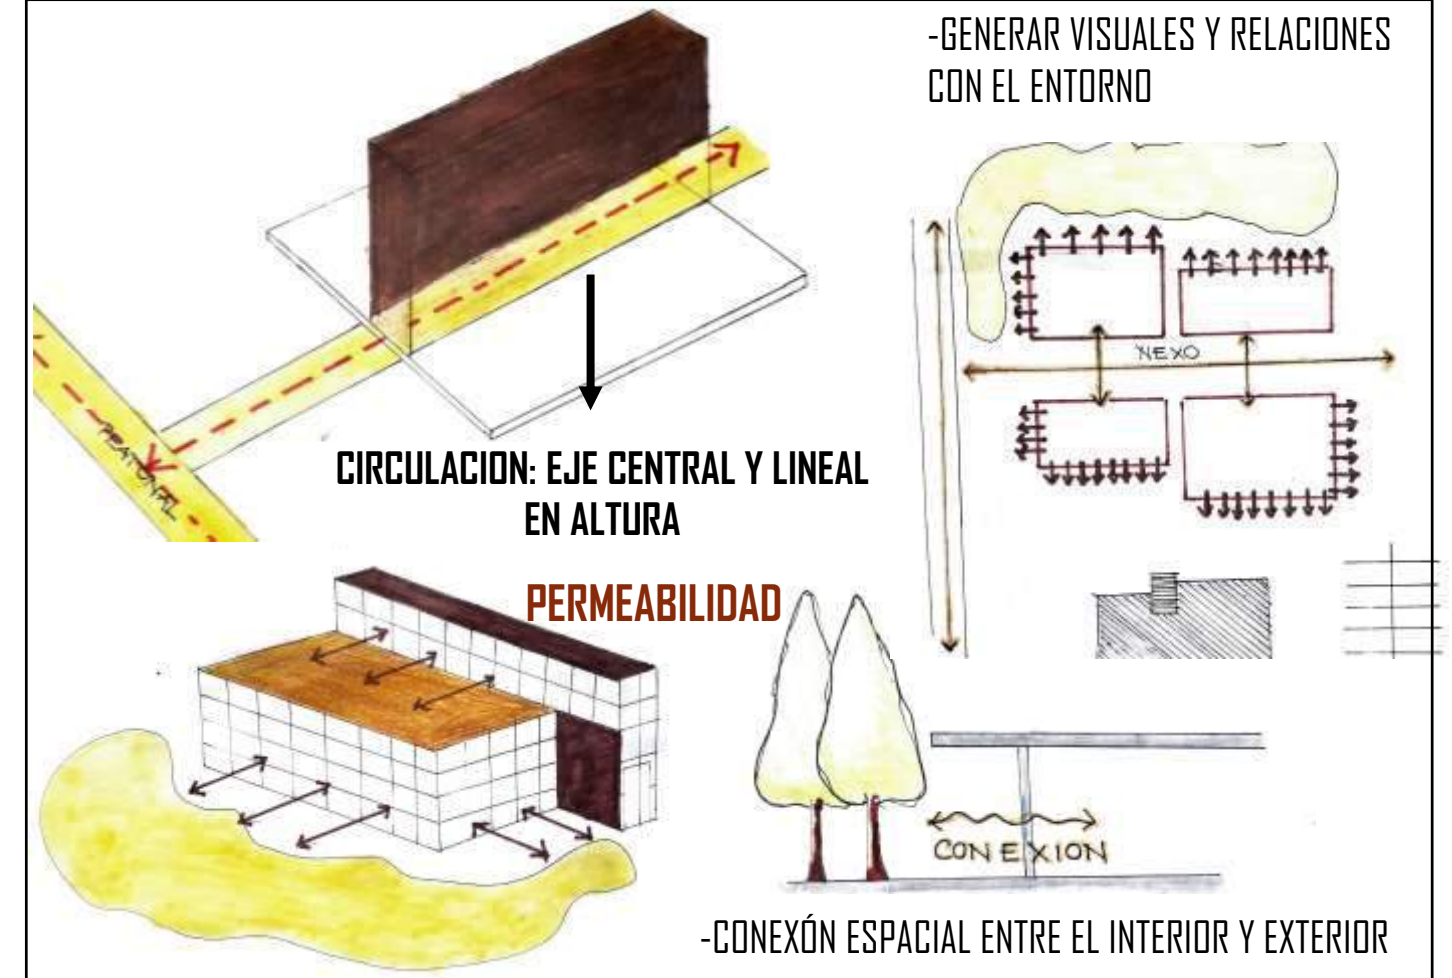 -GENERAR VISUALES Y RELACIONES
CON EL ENTORNO
NEXO
PEATONAL
CIRCULACION: EJE CENTRAL Y LINEAL
EN ALTURA
PERMEABILIDAD
CONEXION
-CONEXÓN ESPACIAL ENTRE EL INTERIOR Y EXTERIOR